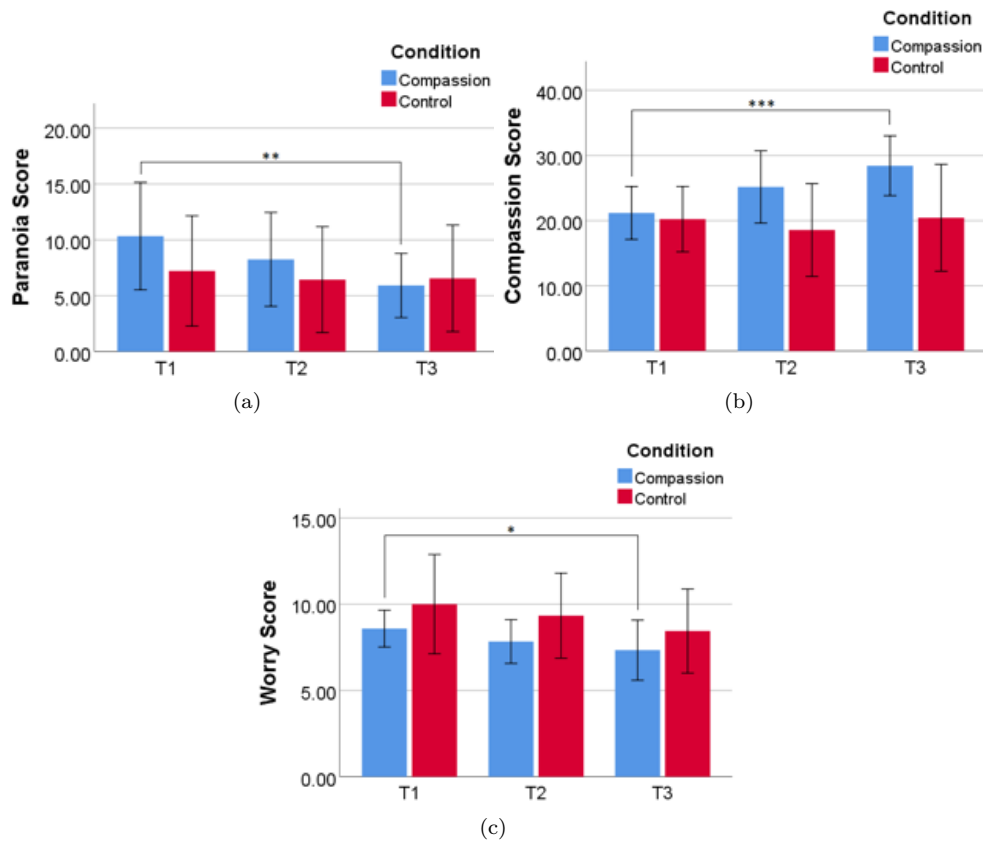 Condition
Compassion
Control
Paranoia Score
20.00
15.00
10.00
5.00
0.00
**
T1 T2 T3
(a)
Condition
Compassion
Control
Compassion Score
40.00
30.00
20.00
10.00
0.00
***
T1 T2 T3
(b)
Condition
Compassion
Control
Worry Score
15.00
10.00
5.00
0.00
*
T1 T2 T3
(c)